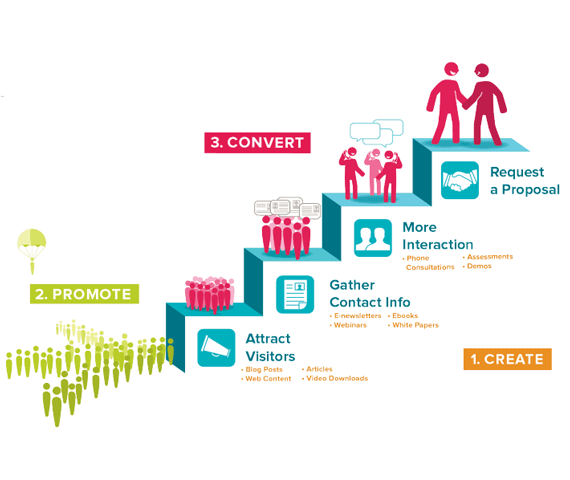 3. CONVERT
Request
a Proposal
More
Interaction
• Phone
Consultations
• Assessments
• Demos
2. PROMOTE
Gather
Contact Info
• E-newsletters • Ebooks
• Webinars • White Papers
Attract
Visitors
• Blog Posts • Articles
• Web Content • Video Downloads
1. CREATE